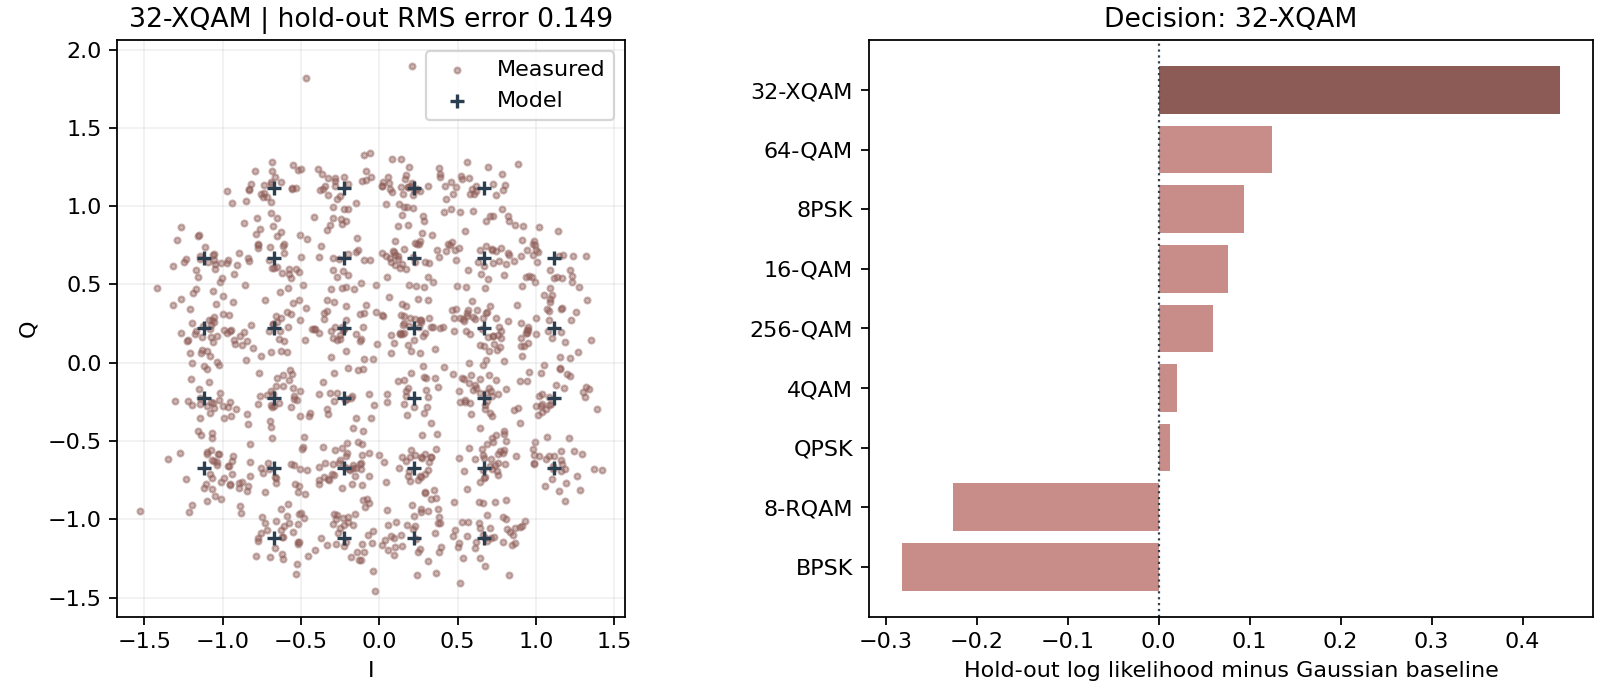 32-XQAM | hold-out RMS error 0.149
Measured
Model
2.0
1.5
1.0
0.5
0.0
−0.5
−1.0
−1.5
Q
−1.5 −1.0 −0.5 0.0 0.5 1.0 1.5
I
Decision: 32-XQAM
32-XQAM
64-QAM
8PSK
16-QAM
256-QAM
4QAM
QPSK
8-RQAM
BPSK
−0.3 −0.2 −0.1 0.0 0.1 0.2 0.3 0.4
Hold-out log likelihood minus Gaussian baseline